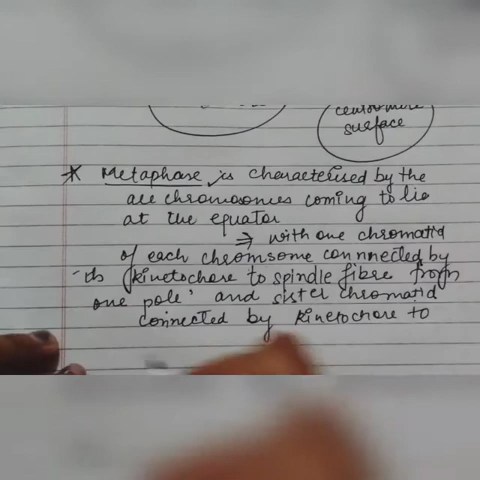 centromere
surface
* Metaphase is characterised by the
all chromosomes coming to lie
at the equator
⇒ with one chromatid
of each chromsome connnected by
its kinetochore to spindle fibre from
one pole' and sister chromatid
connected by kinetochore to